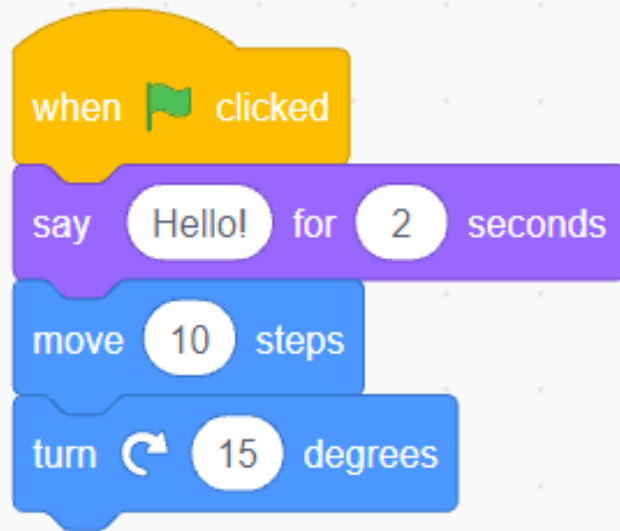 when clicked
say Hello! for 2 seconds
move 10 steps
turn 15 degrees